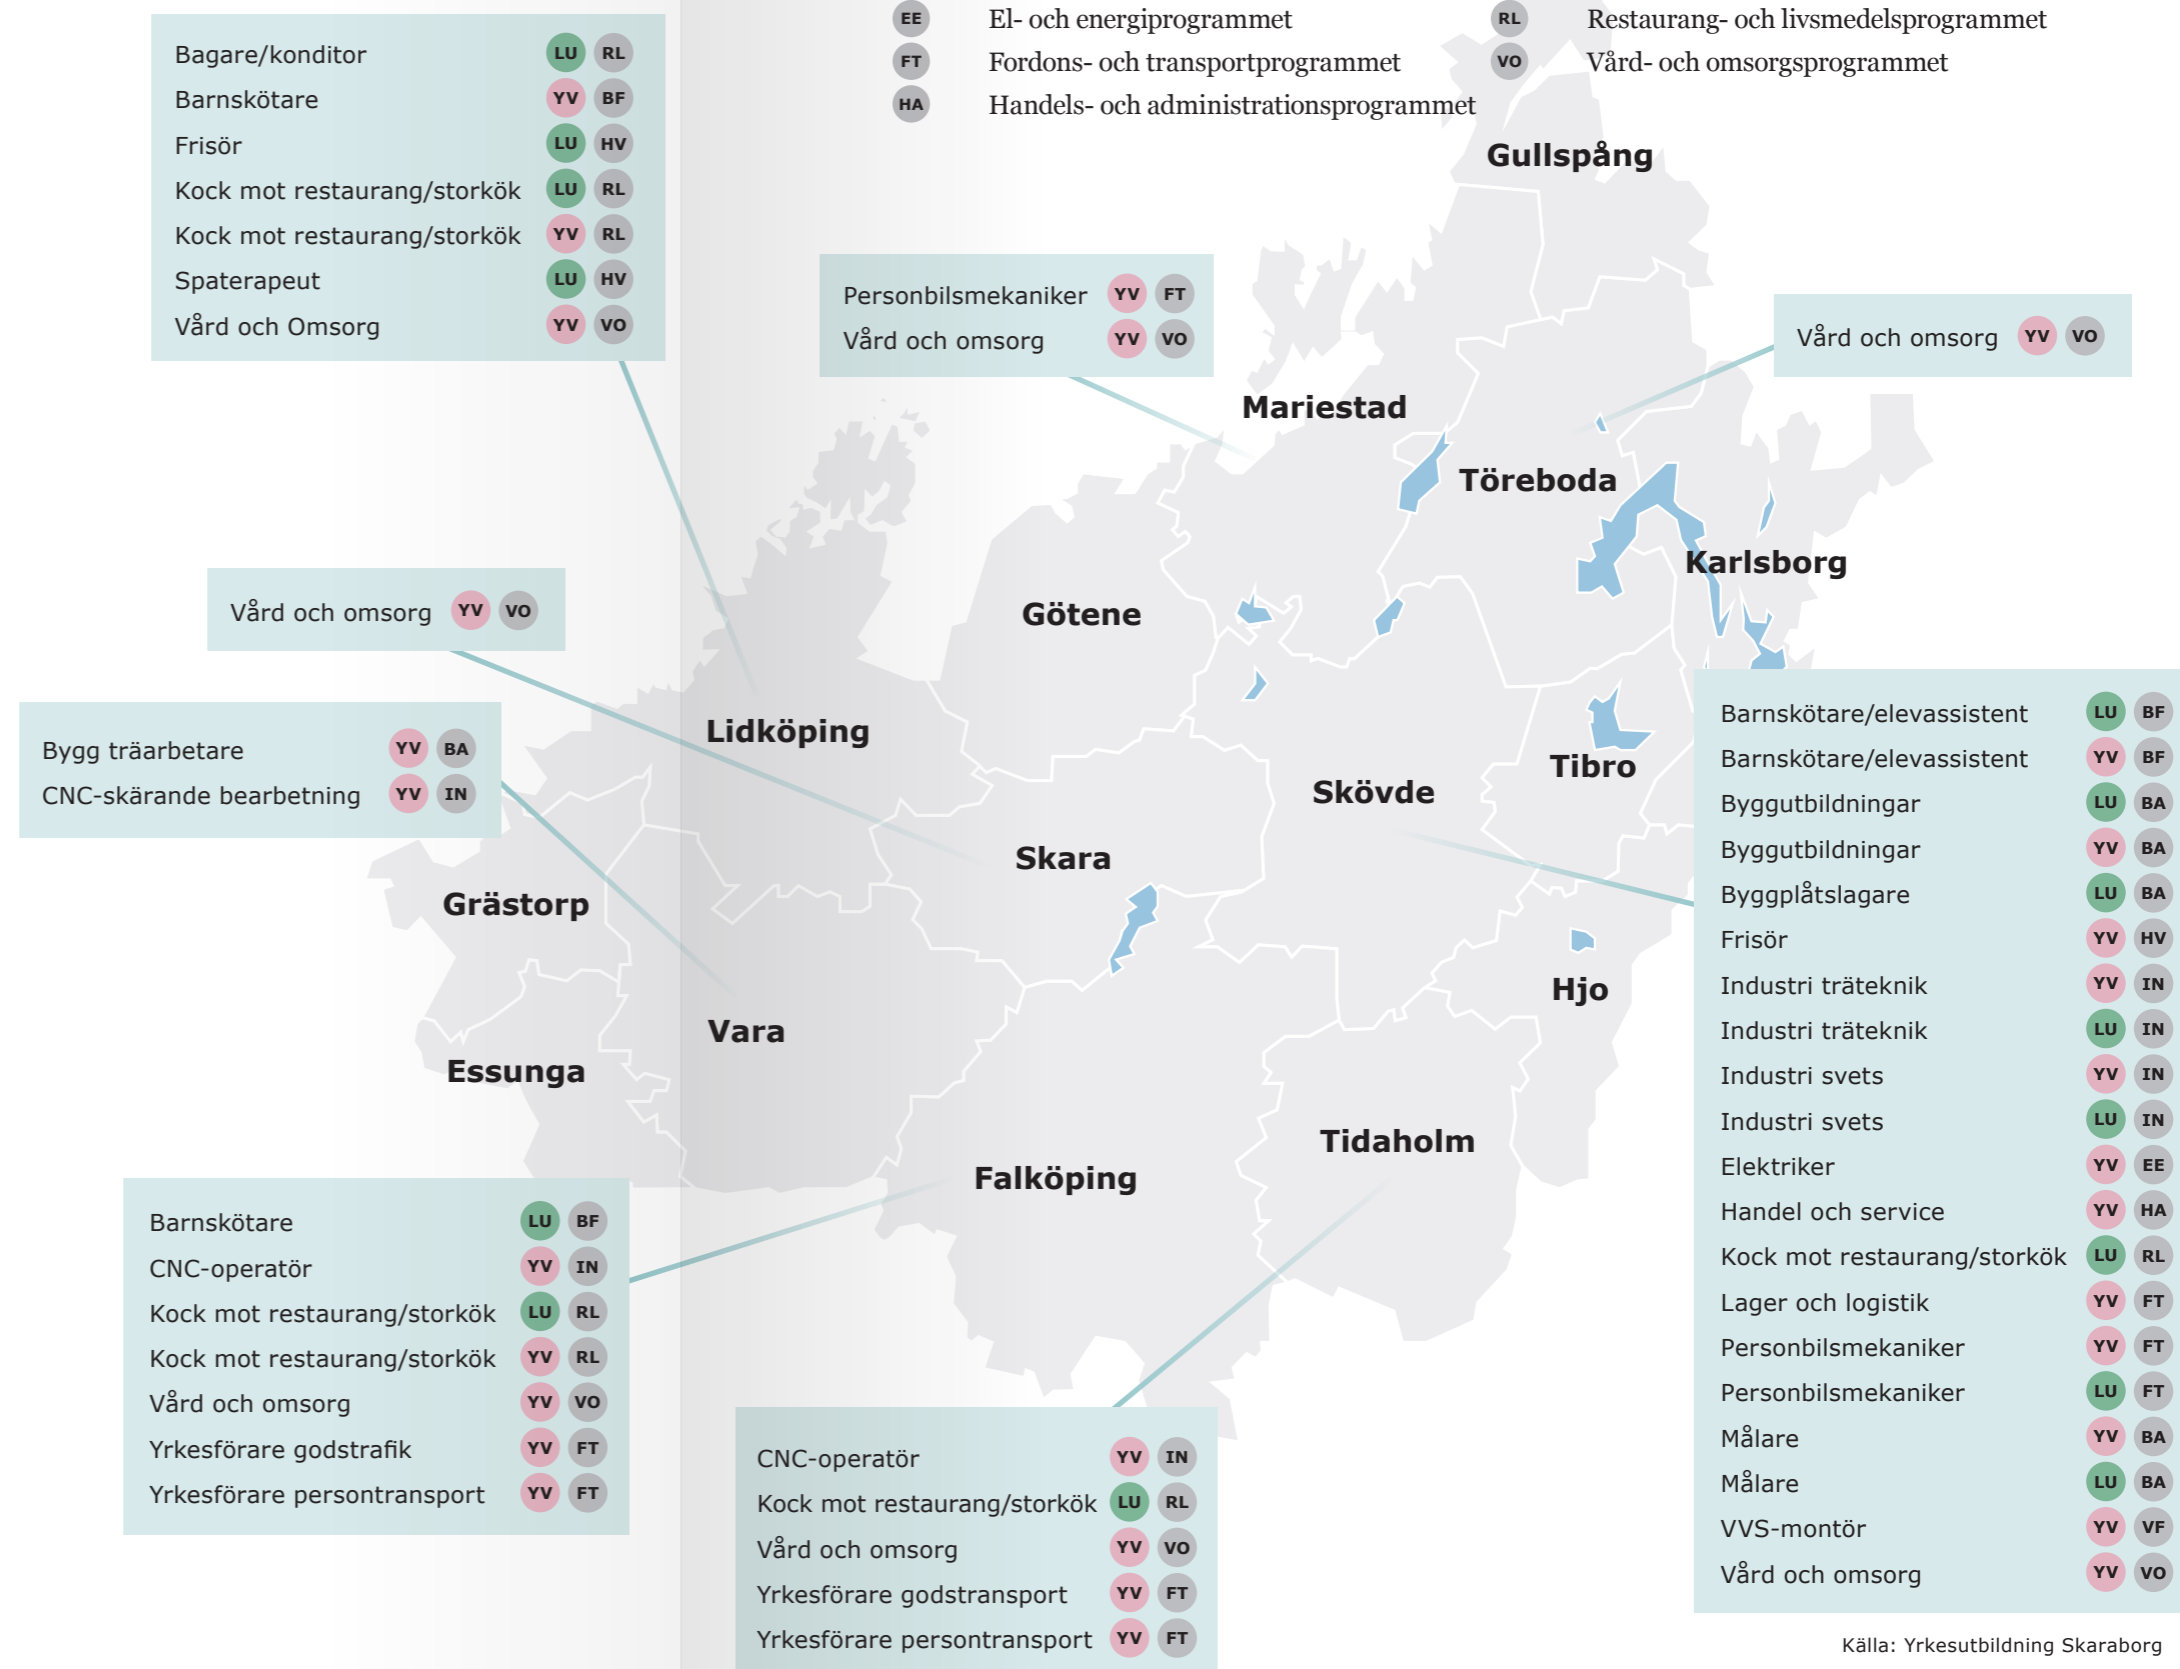 EE El- och energiprogrammet
FT Fordons- och transportprogrammet
HA Handels- och administrationsprogrammet
RL Restaurang- och livsmedelsprogrammet
VO Vård- och omsorgsprogrammet
Bagare/konditor LU RL
Barnskötare YV BF
Frisör LU HV
Kock mot restaurang/storkök LU RL
Kock mot restaurang/storkök YV RL
Spaterapeut LU HV
Vård och Omsorg YV VO
Personbilsmekaniker YV FT
Vård och omsorg YV VO
Vård och omsorg YV VO
Gullspång
Mariestad
Töreboda
Karlsborg
Götene
Vård och omsorg YV VO
Bygg träarbetare YV BA
CNC-skärande bearbetning YV IN
Lidköping
Skövde
Tibro
Skara
Grästorp
Hjo
Vara
Essunga
Tidaholm
Falköping
Barnskötare/elevassistent LU BF
Barnskötare/elevassistent YV BF
Byggutbildningar LU BA
Byggutbildningar YV BA
Byggplåtslagare LU BA
Frisör YV HV
Industri träteknik YV IN
Industri träteknik LU IN
Industri svets YV IN
Industri svets LU IN
Elektriker YV EE
Handel och service YV HA
Kock mot restaurang/storkök LU RL
Lager och logistik YV FT
Personbilsmekaniker YV FT
Personbilsmekaniker LU FT
Målare YV BA
Målare LU BA
VVS-montör YV VF
Vård och omsorg YV VO
Barnskötare LU BF
CNC-operatör YV IN
Kock mot restaurang/storkök LU RL
Kock mot restaurang/storkök YV RL
Vård och omsorg YV VO
Yrkesförare godstrafik YV FT
Yrkesförare persontransport YV FT
CNC-operatör YV IN
Kock mot restaurang/storkök LU RL
Vård och omsorg YV VO
Yrkesförare godstransport YV FT
Yrkesförare persontransport YV FT
Källa: Yrkesutbildning Skaraborg